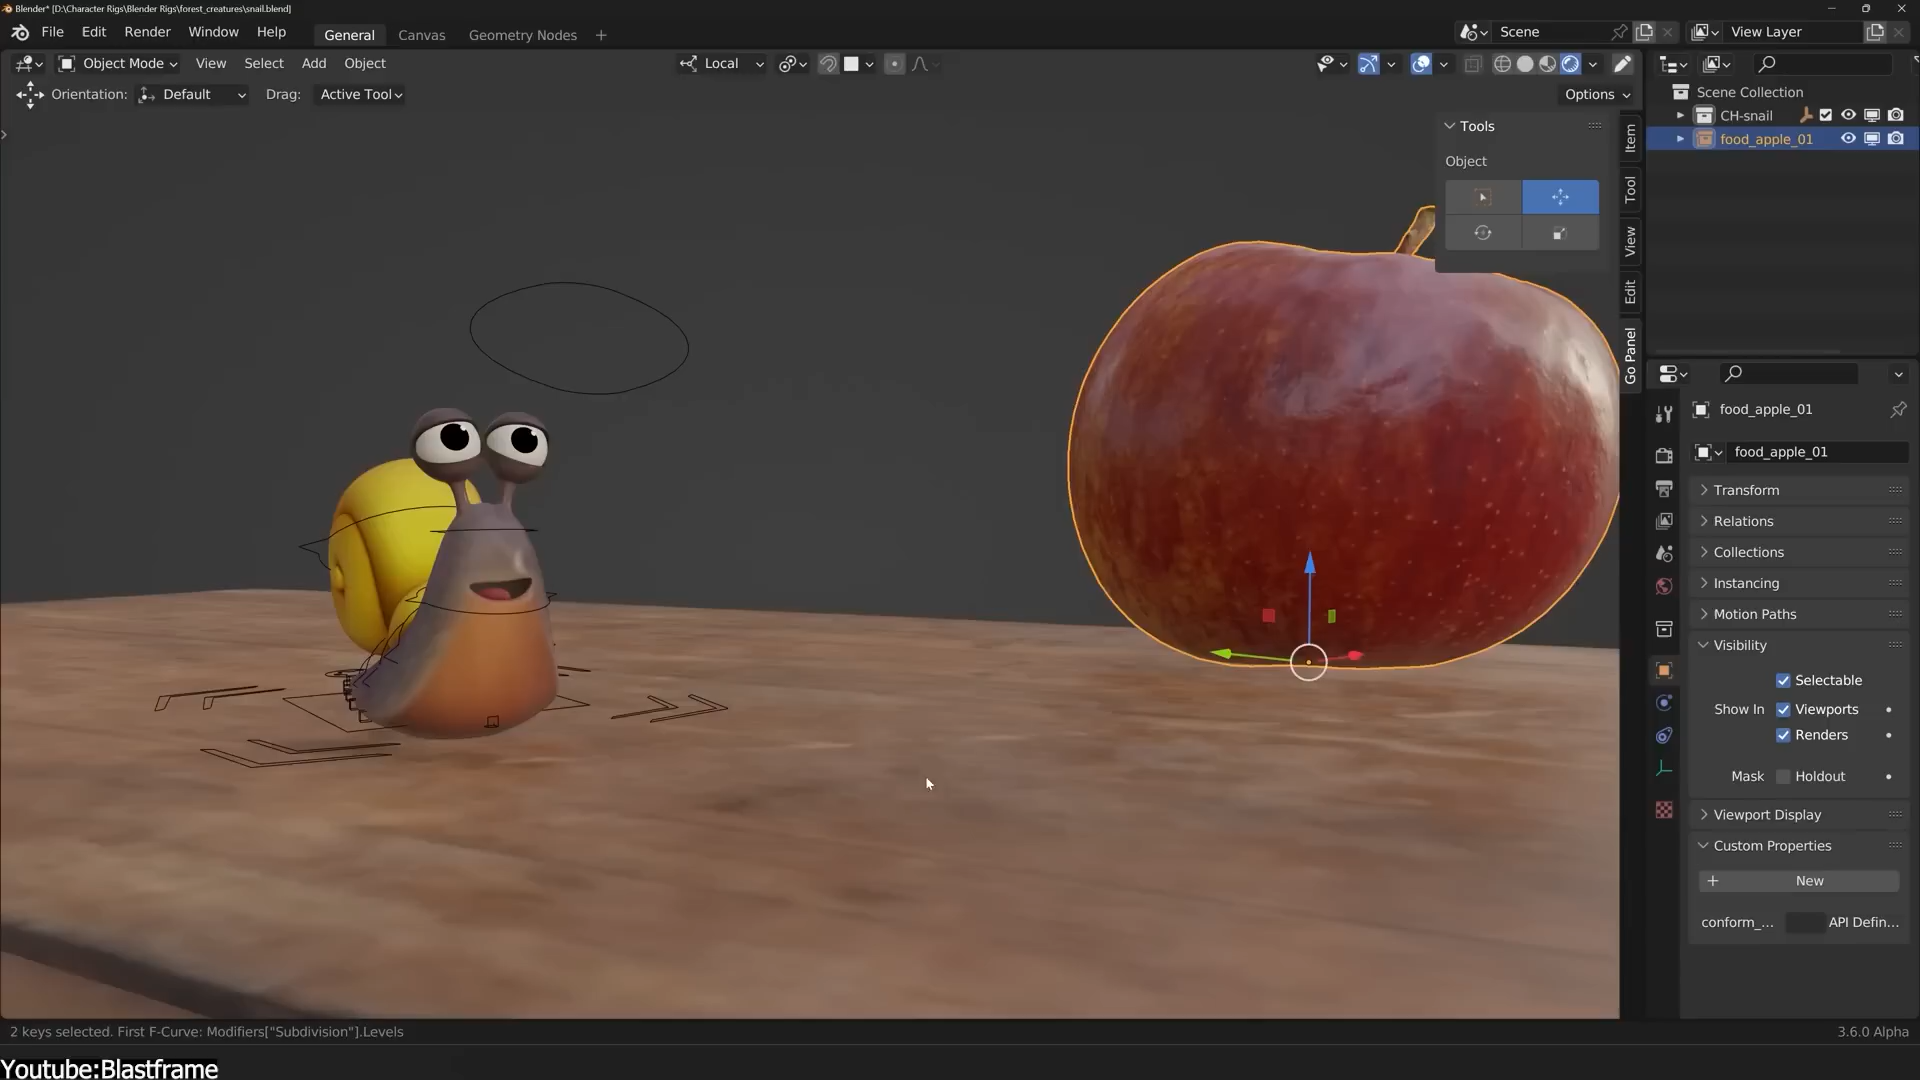 Blender* [D:\Character Rigs\Blender Rigs\forest_creatures\snail.blend]
File Edit Render Window Help General Canvas Geometry Nodes + Scene View Layer
Object Mode View Select Add Object Local
Orientation: Default Drag: Active Tool Options
Scene Collection
CH-snail
food_apple_01
Tools
Object
Item
Tool
View
Edit
Go Panel
food_apple_01
food_apple_01
Transform
Relations
Collections
Instancing
Motion Paths
Visibility
Selectable
Show In Viewports
Renders
Mask Holdout
Viewport Display
Custom Properties
+ New
conform_... API Defin...
2 keys selected. First F-Curve: Modifiers["Subdivision"].Levels 3.6.0 Alpha
Youtube:Blastframe